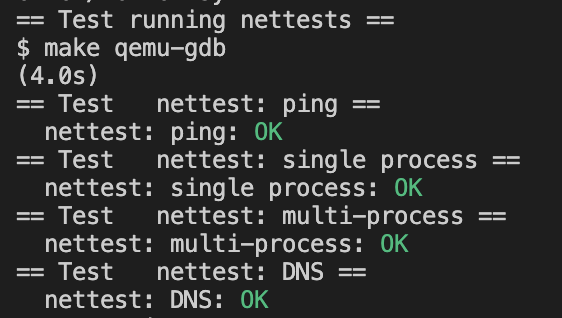 == Test running nettests ==
$ make qemu-gdb
(4.0s)
== Test   nettest: ping ==
  nettest: ping: OK
== Test   nettest: single process ==
  nettest: single process: OK
== Test   nettest: multi-process ==
  nettest: multi-process: OK
== Test   nettest: DNS ==
  nettest: DNS: OK